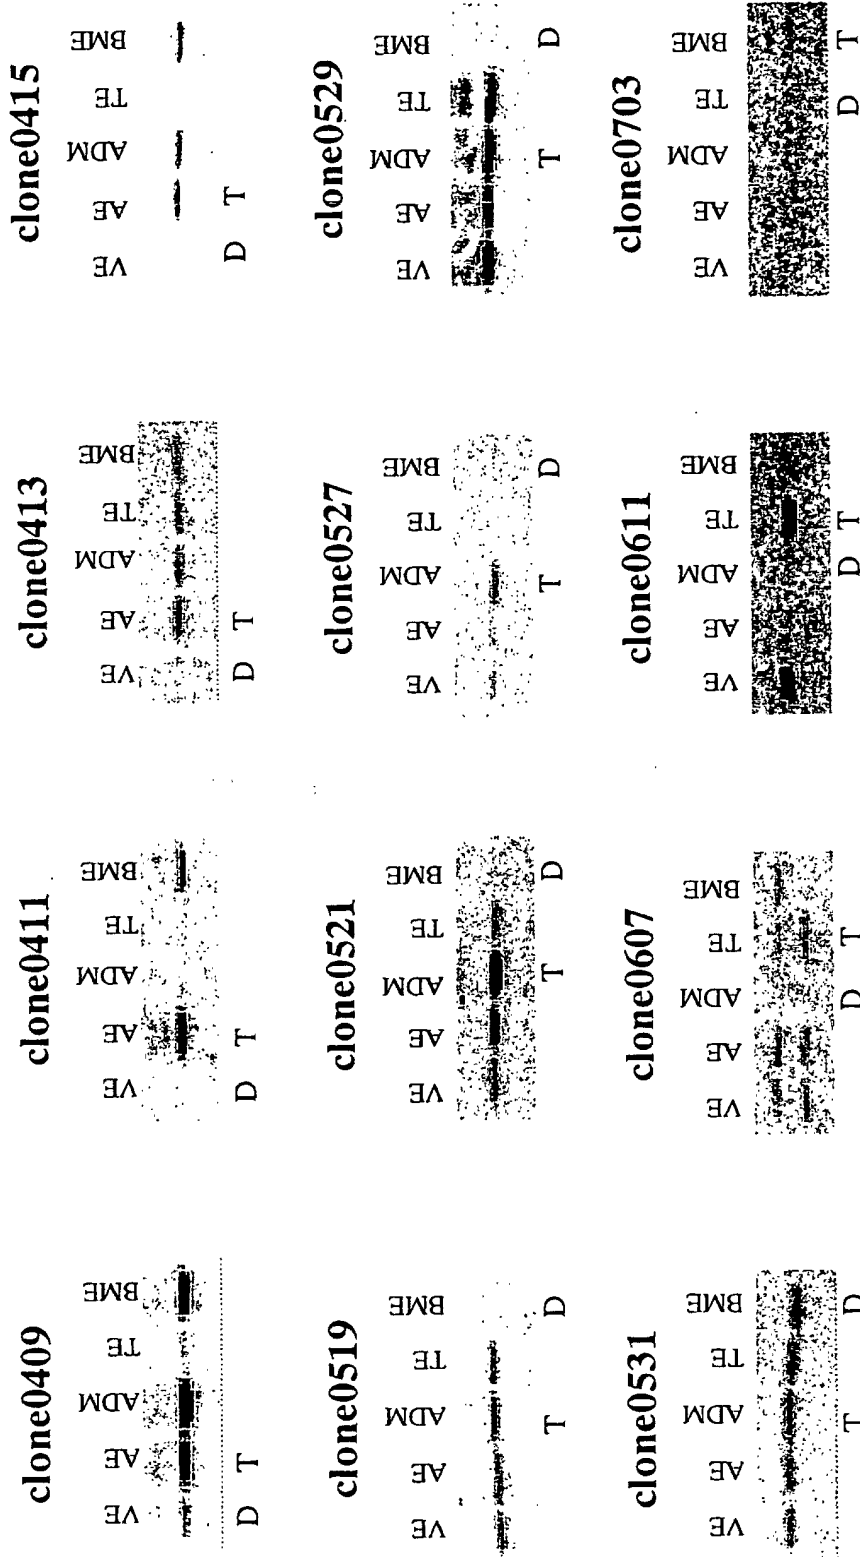 clone0409 clone0411 clone0413 clone0415
VE AE ADM TE BME VE AE ADM TE BME VE AE ADM TE BME VE AE ADM TE BME
D T D T D T D T
clone0519 clone0521 clone0527 clone0529
VE AE ADM TE BME VE AE ADM TE BME VE AE ADM TE BME VE AE ADM TE BME
T D T D T D T D
clone0531 clone0607 clone0611 clone0703
VE AE ADM TE BME VE AE ADM TE BME VE AE ADM TE BME VE AE ADM TE BME
T D D T D T D T